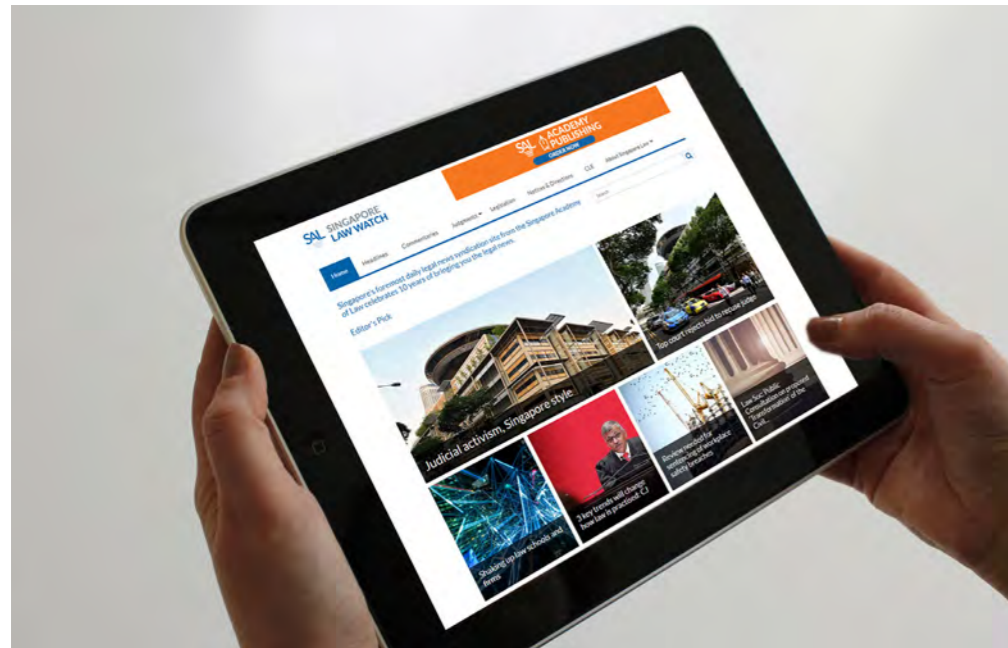 SAL ACADEMY
PUBLISHING
ORDER NOW
SAL SINGAPORE
LAW WATCH
Home Headlines Commentaries Judgments Legislation Notices & Directions CLE About Singapore Law
Search
Singapore's foremost daily legal news syndication site from the Singapore Academy
of Law celebrates 10 years of bringing you the legal news.
Editor's Pick
Judicial activism, Singapore style
Top court rejects bid to recuse judge
Shaking up law schools and
firms
3 key trends will change
how law is practised: CJ
Review needed for
sentencing of workplace
safety breaches
Law Soc: Public
Consultation on proposed
'Transformation' of the
Civil...